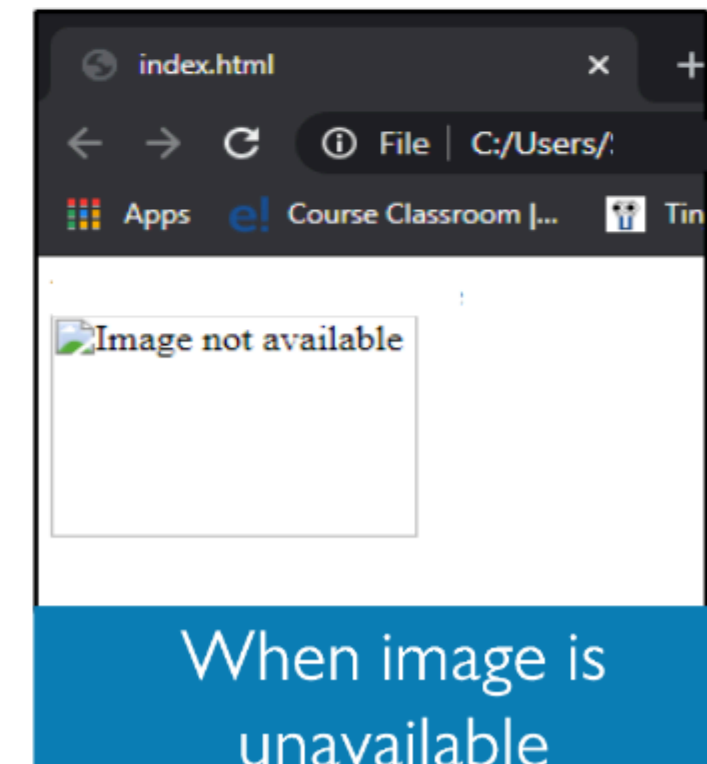 index.html
File C:/Users/
Apps Course Classroom |...
Image not available
When image is
unavailable